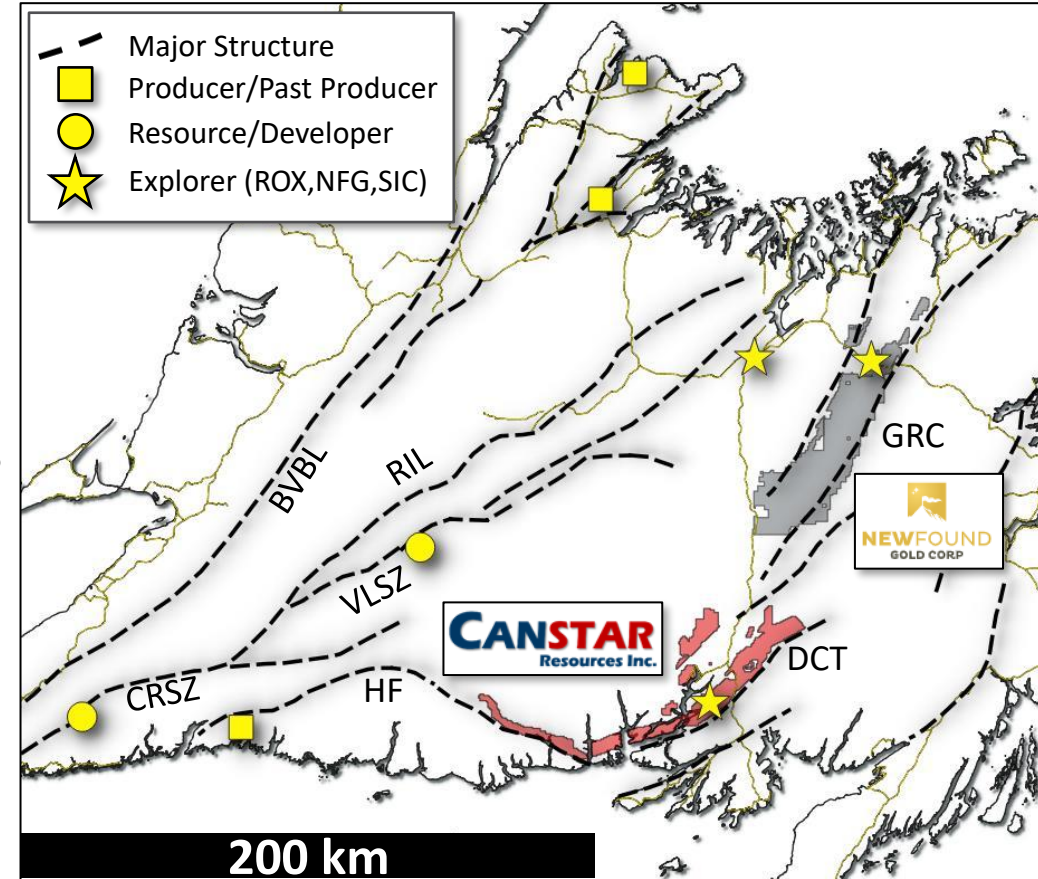 Major Structure
Producer/Past Producer
Resource/Developer
Explorer (ROX,NFG,SIC)
BVBL
RIL
GRC
NEWFOUND
GOLD CORP
VLSZ
CANSTAR
Resources Inc.
DCT
CRSZ
HF
200 km